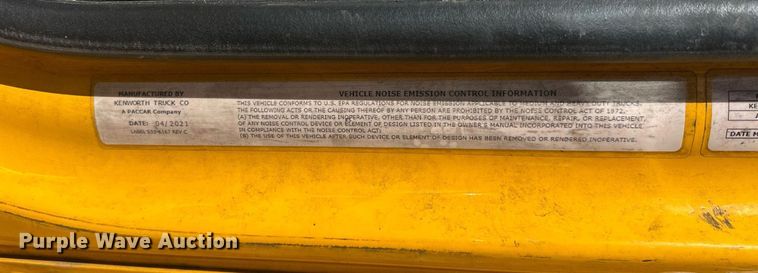 MANUFACTURED BY
KENWORTH TRUCK CO
A PACCAR Company
DATE: 04/2021
VEHICLE NOISE EMISSION CONTROL INFORMATION
THIS VEHICLE CONFORMS TO U.S. EPA REGULATIONS FOR NOISE EMISSION APPLICABLE TO MEDIUM AND HEAVY DUTY TRUCKS.
THE FOLLOWING ACTS OR THE CAUSING THEREOF BY ANY PERSON ARE PROHIBITED BY THE NOISE CONTROL ACT OF 1972.
(A) THE REMOVAL OR RENDERING INOPERATIVE, OTHER THAN FOR THE PURPOSES OF MAINTENANCE, REPAIR, OR REPLACEMENT,
OF ANY NOISE CONTROL DEVICE OR ELEMENT OF DESIGN (LISTED IN THE OWNER'S MANUAL INCORPORATED INTO THIS VEHICLE
IN COMPLIANCE WITH THE NOISE CONTROL ACT)
(B) THE USE OF THIS VEHICLE AFTER SUCH DEVICE OR ELEMENT OF DESIGN HAS BEEN REMOVED OR RENDERED INOPERATIVE.
KE
DATE M
Purple Wave Auction